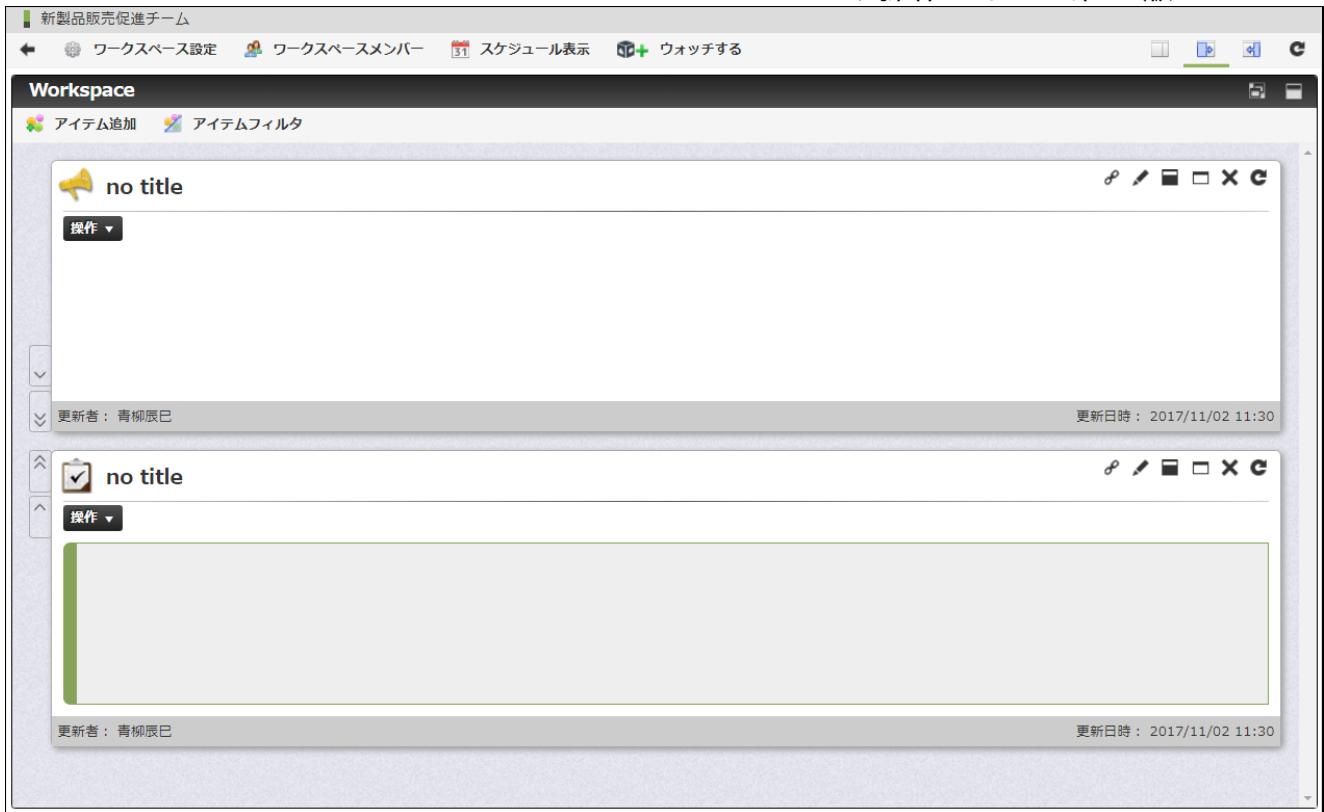 新製品販売促進チーム
ワークスペース設定 ワークスペースメンバー 31 スケジュール表示 ウォッチする
Workspace
アイテム追加 アイテムフィルタ
no title
操作
更新者： 青柳辰巳 更新日時： 2017/11/02 11:30
no title
操作
更新者： 青柳辰巳 更新日時： 2017/11/02 11:30